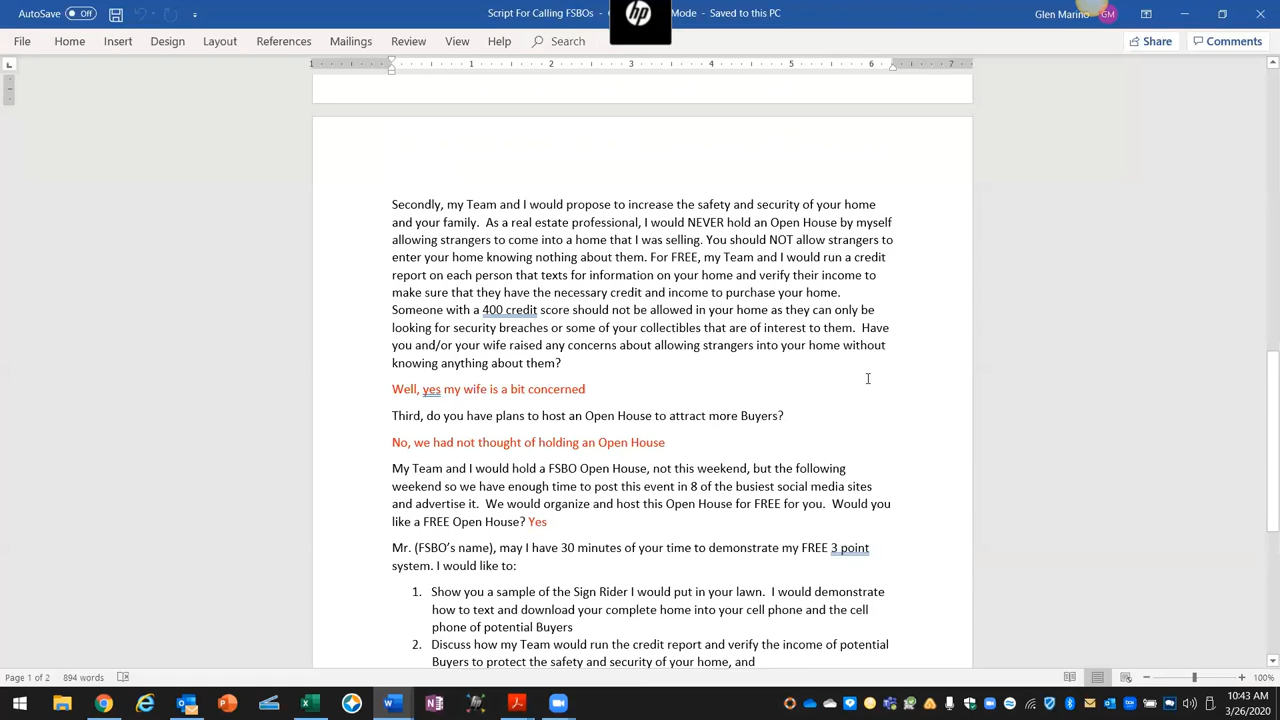 AutoSave Off
Script For Calling FSBOs
Mode - Saved to this PC
Glen Marino GM
hp
File Home Insert Design Layout References Mailings Review View Help Search Share Comments
1 1 2 3 4 5 6 7
Secondly, my Team and I would propose to increase the safety and security of your home
and your family. As a real estate professional, I would NEVER hold an Open House by myself
allowing strangers to come into a home that I was selling. You should NOT allow strangers to
enter your home knowing nothing about them. For FREE, my Team and I would run a credit
report on each person that texts for information on your home and verify their income to
make sure that they have the necessary credit and income to purchase your home.
Someone with a 400 credit score should not be allowed in your home as they can only be
looking for security breaches or some of your collectibles that are of interest to them. Have
you and/or your wife raised any concerns about allowing strangers into your home without
knowing anything about them?
Well, yes my wife is a bit concerned
Third, do you have plans to host an Open House to attract more Buyers?
No, we had not thought of holding an Open House
My Team and I would hold a FSBO Open House, not this weekend, but the following
weekend so we have enough time to post this event in 8 of the busiest social media sites
and advertise it. We would organize and host this Open House for FREE for you. Would you
like a FREE Open House? Yes
Mr. (FSBO's name), may I have 30 minutes of your time to demonstrate my FREE 3 point
system. I would like to:
1. Show you a sample of the Sign Rider I would put in your lawn. I would demonstrate
how to text and download your complete home into your cell phone and the cell
phone of potential Buyers
2. Discuss how my Team would run the credit report and verify the income of potential
Buyers to protect the safety and security of your home, and
Page 1 of 2 894 words 100%
10:43 AM
3/26/2020